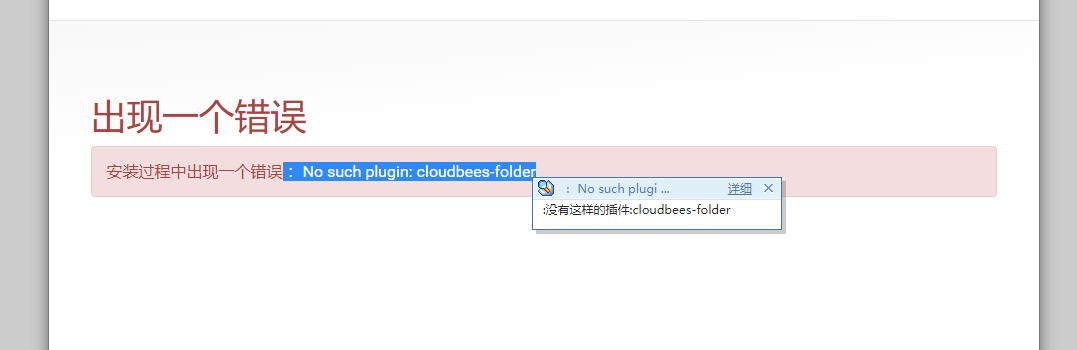 出现一个错误
安装过程中出现一个错误： No such plugin: cloudbees-folder
： No such plugi ... 详细 ×
:没有这样的插件:cloudbees-folder